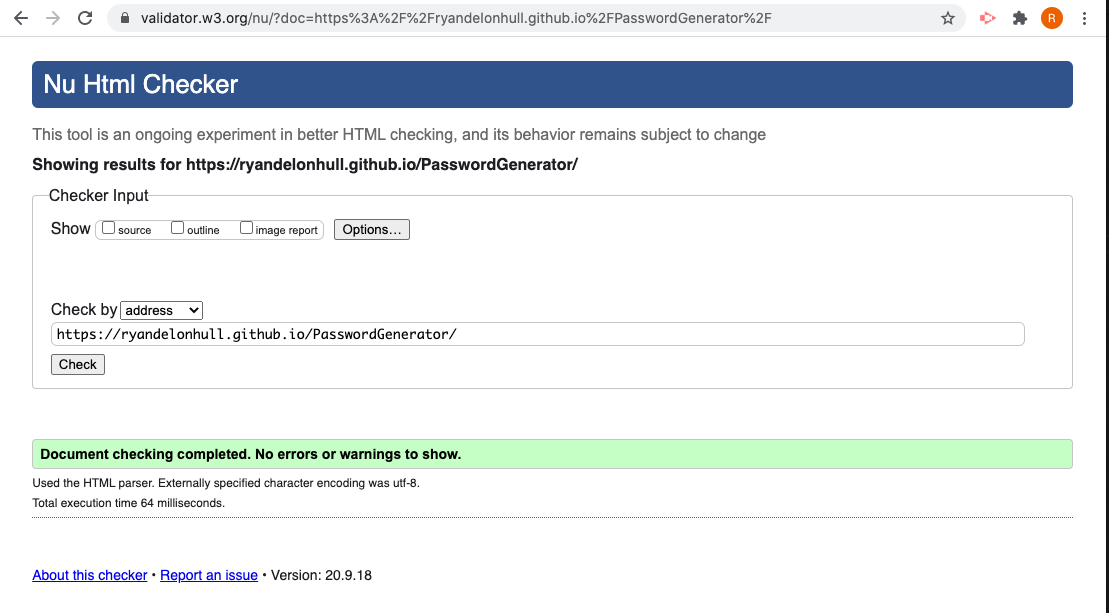 validator.w3.org/nu/?doc=https%3A%2F%2Fryandelonhull.github.io%2FPasswordGenerator%2F
R
Nu Html Checker
This tool is an ongoing experiment in better HTML checking, and its behavior remains subject to change
Showing results for https://ryandelonhull.github.io/PasswordGenerator/
Checker Input
Show source outline image report Options...
Check by address
https://ryandelonhull.github.io/PasswordGenerator/
Check
Document checking completed. No errors or warnings to show.
Used the HTML parser. Externally specified character encoding was utf-8.
Total execution time 64 milliseconds.
About this checker • Report an issue • Version: 20.9.18